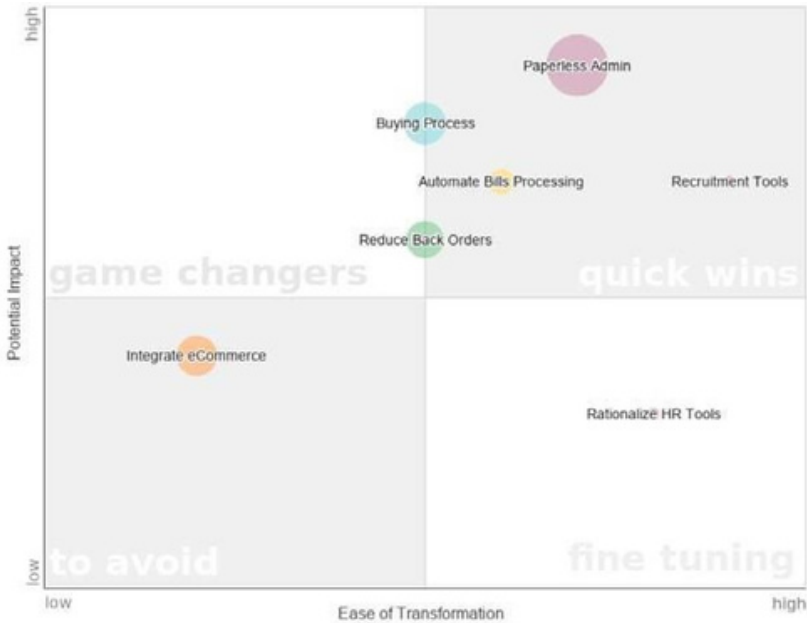 high
Paperless Admin
Buying Process
Automate Bills Processing
Recruitment Tools
Reduce Back Orders
game changers
quick wins
Potential Impact
Integrate eCommerce
Rationalize HR Tools
to avoid
fine tuning
low
low
high
Ease of Transformation